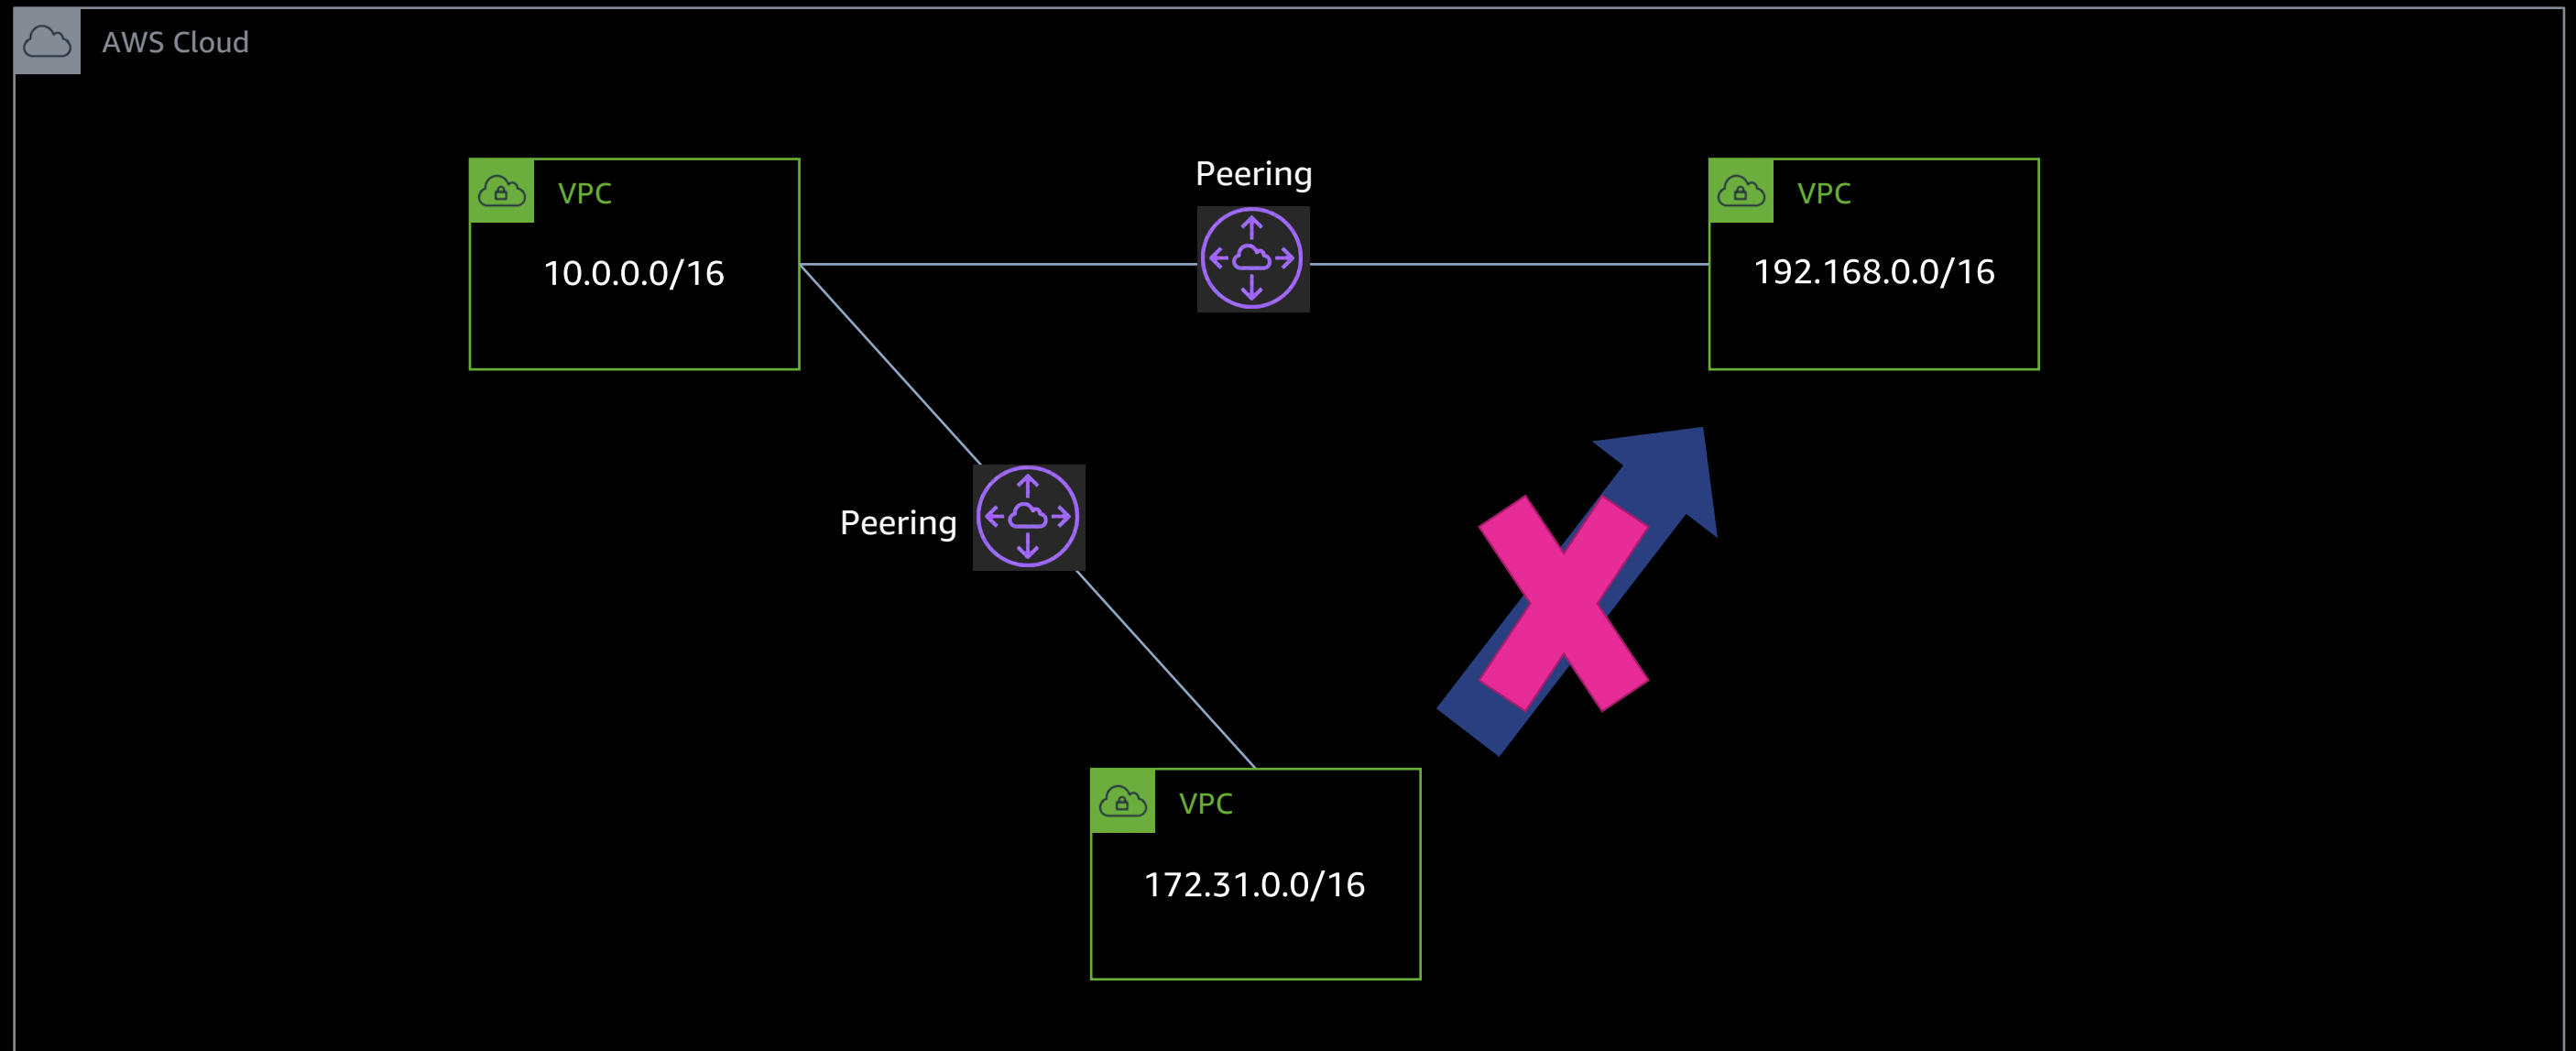 AWS Cloud
VPC
10.0.0.0/16
Peering
VPC
192.168.0.0/16
Peering
VPC
172.31.0.0/16